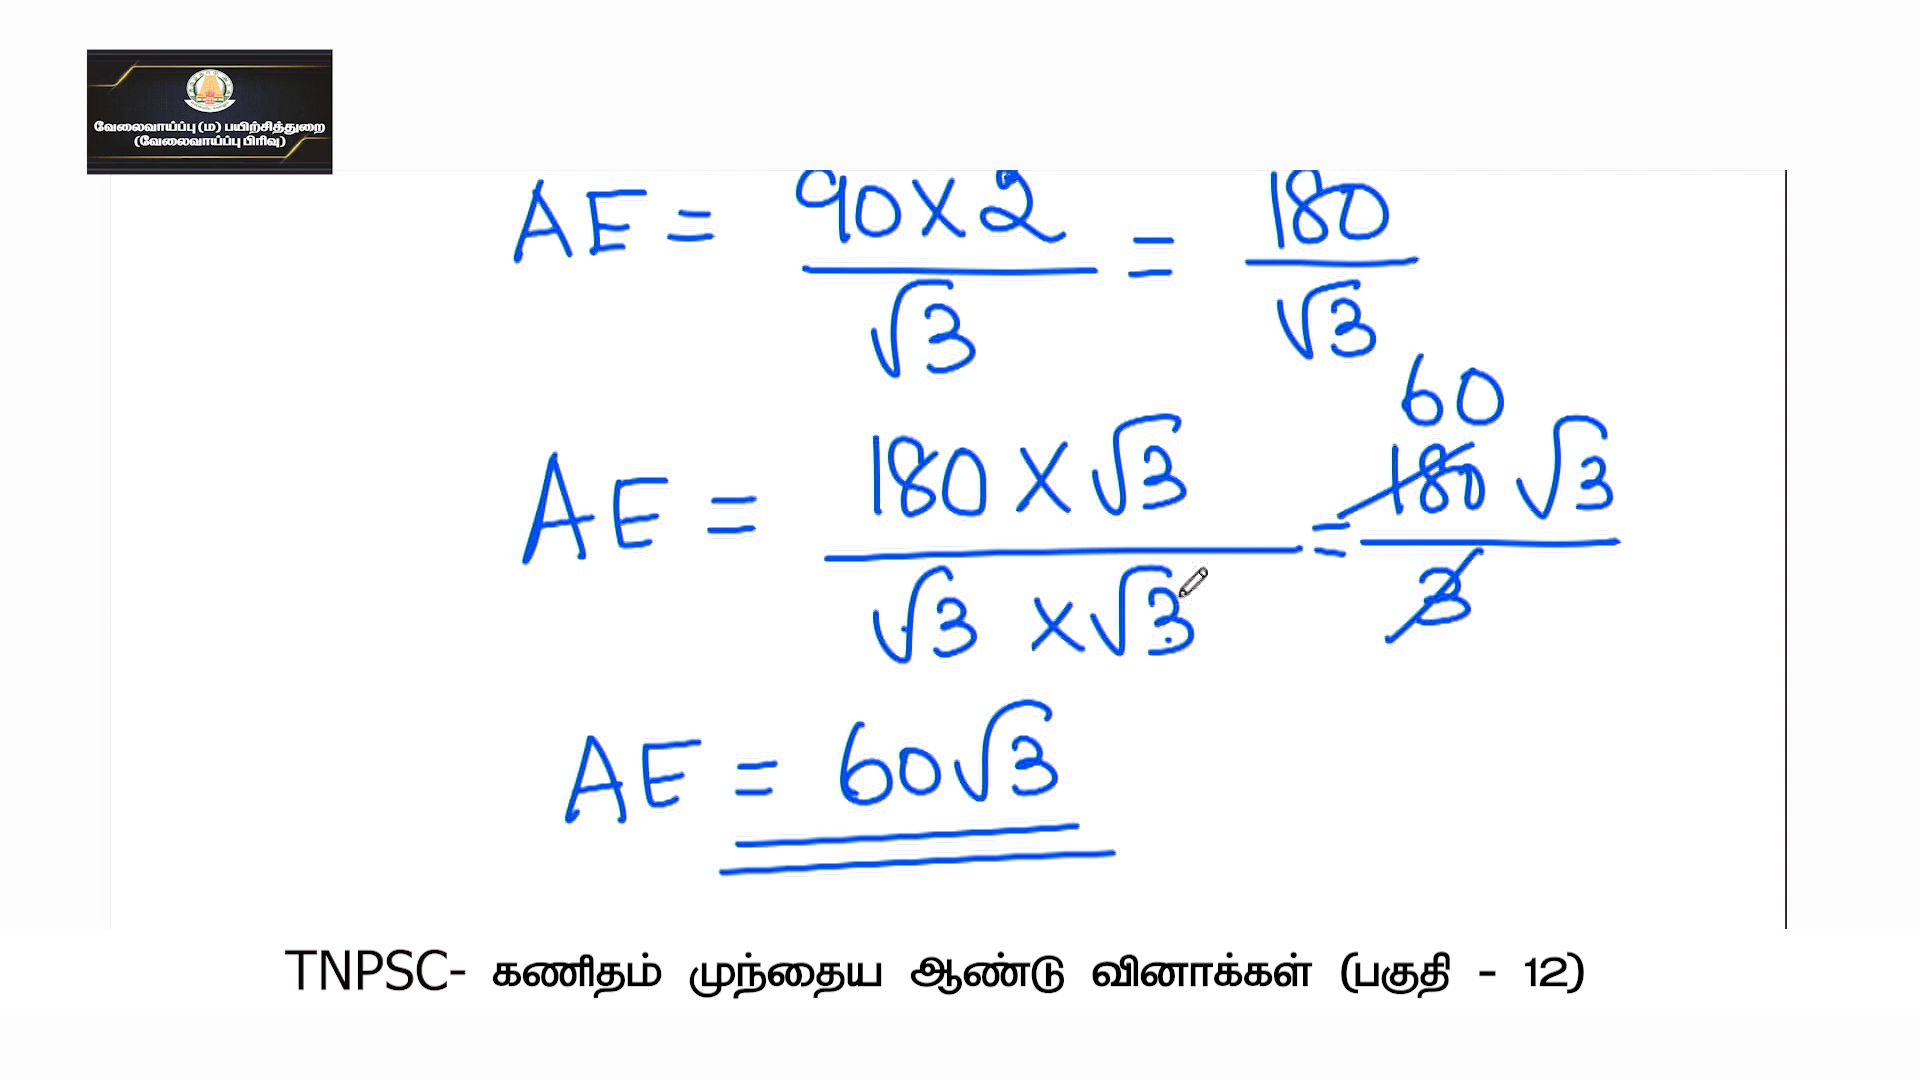 வேலைவாய்ப்பு (ம) பயிற்சித்துறை
(வேலைவாய்ப்பு பிரிவு)
AE = 90 × 2 / √3 = 180 / √3
AE = 180 × √3 / √3 × √3 = 60 180 √3 / 3
AE = 60√3
TNPSC- கணிதம் முந்தைய ஆண்டு வினாக்கள் (பகுதி - 12)